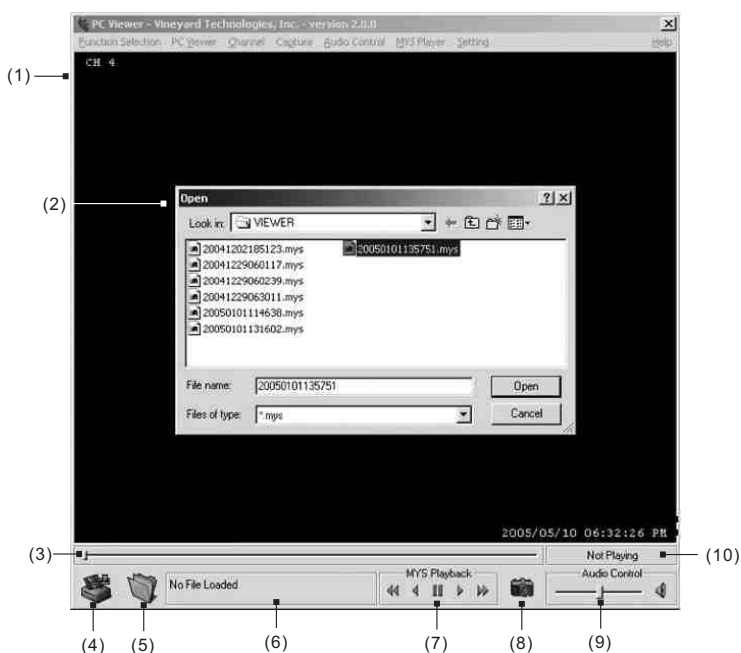 PC Viewer - Vineyard Technologies, Inc. - version 2.0.0
Function Selection PC Viewer Channel Capture Audio Control MYS Player Setting Help
(1)
CH 4
(2)
Open
Look in: VIEWER
20041202185123.mys 20050101135751.mys
20041229060117.mys
20041229060239.mys
20041229063011.mys
20050101114638.mys
20050101131602.mys
File name: 20050101135751 Open
Files of type: *.mys Cancel
2005/05/10 06:32:26 PM
(3) Not Playing (10)
No File Loaded MYS Playback Audio Control
(4) (5) (6) (7) (8) (9)